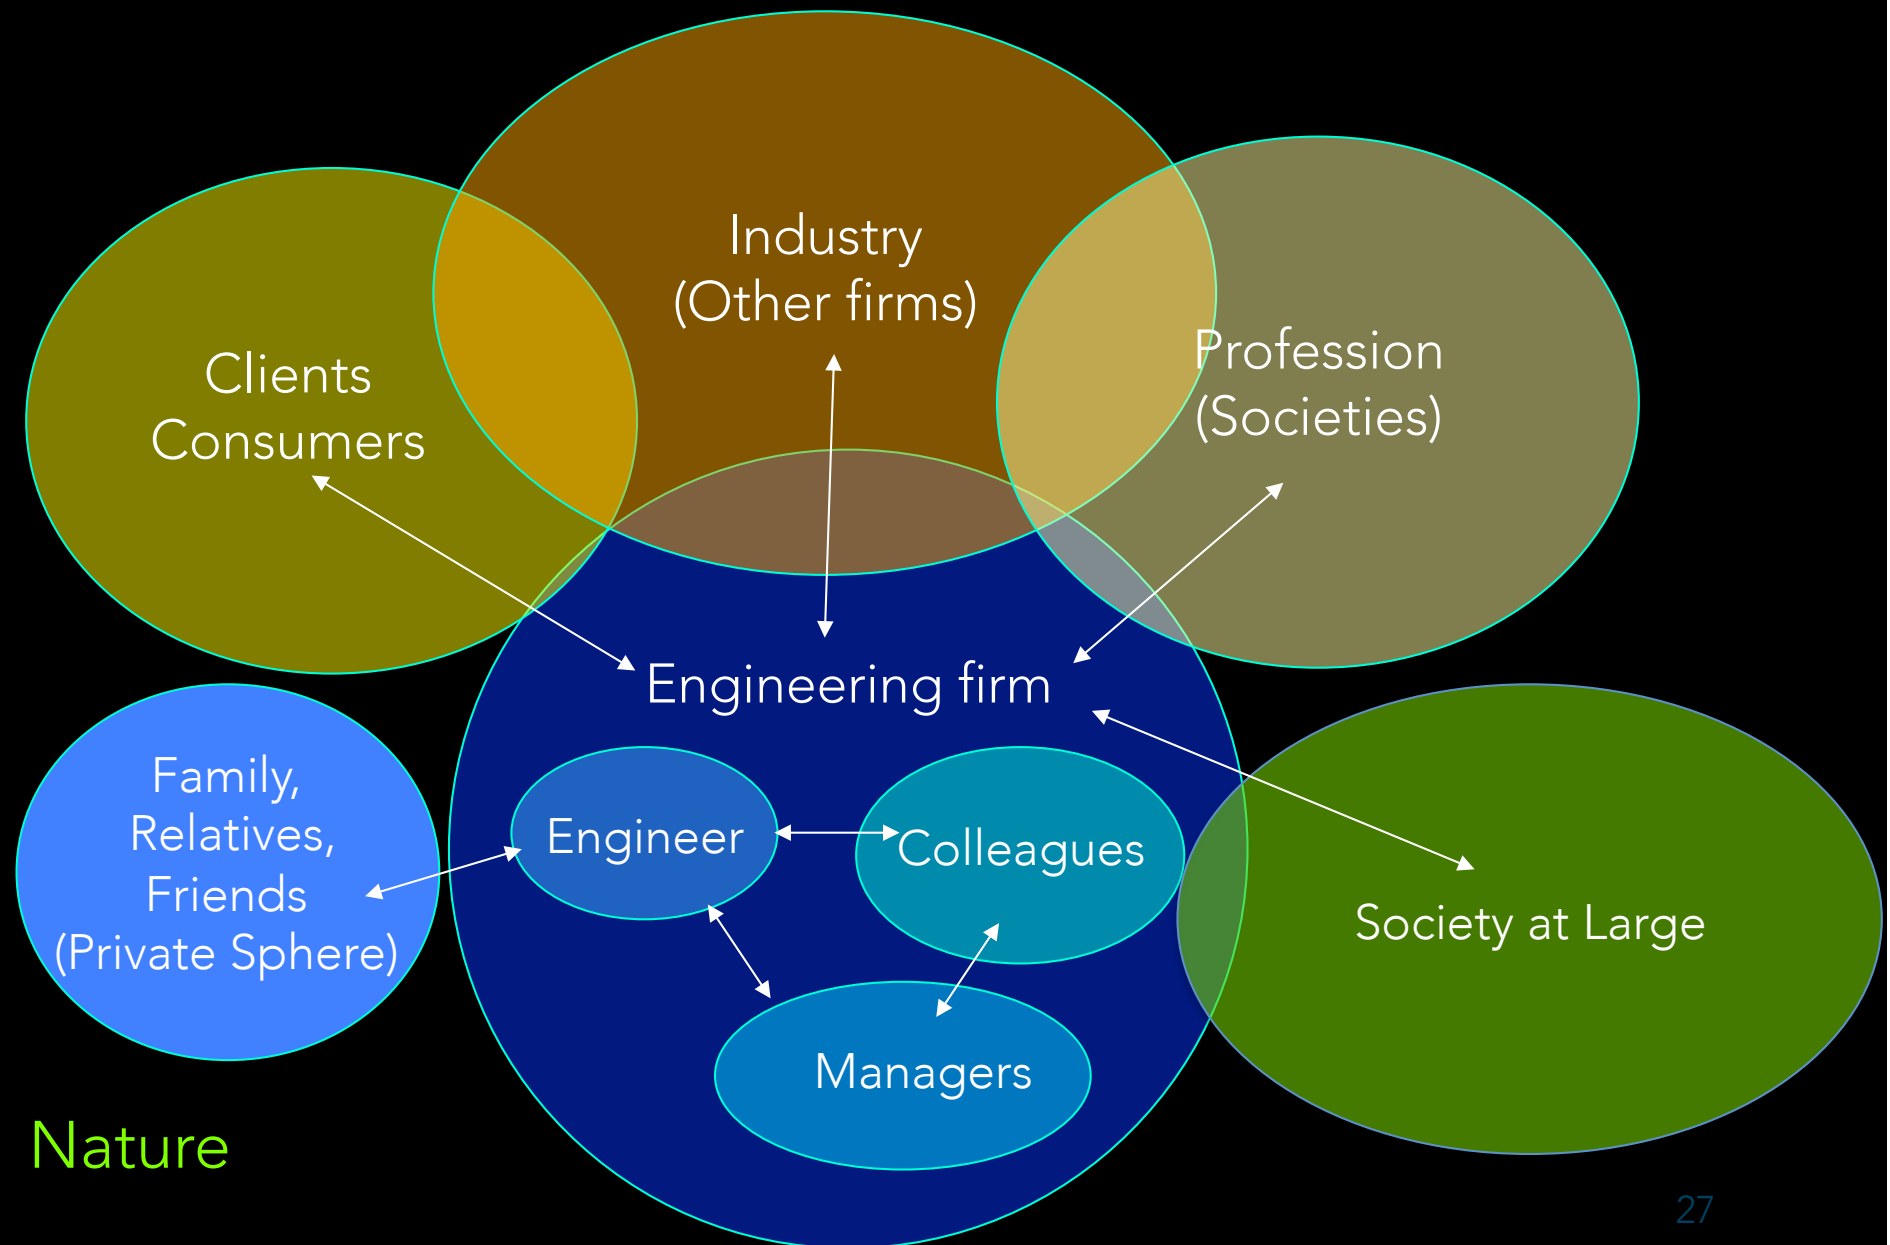 Industry
(Other firms)
Clients
Consumers
Profession
(Societies)
Engineering firm
Family,
Relatives,
Friends
(Private Sphere)
Engineer
Colleagues
Society at Large
Managers
Nature
27